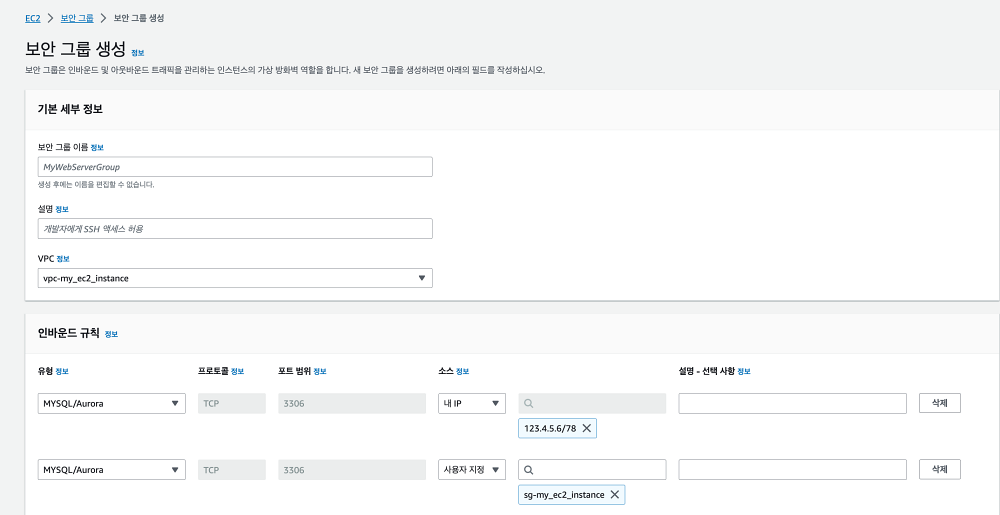 EC2 > 보안 그룹 > 보안 그룹 생성
보안 그룹 생성 정보
보안 그룹은 인바운드 및 아웃바운드 트래픽을 관리하는 인스턴스의 가상 방화벽 역할을 합니다. 새 보안 그룹을 생성하려면 아래의 필드를 작성하십시오.
기본 세부 정보
보안 그룹 이름 정보
MyWebServerGroup
생성 후에는 이름을 편집할 수 없습니다.
설명 정보
개발자에게 SSH 액세스 허용
VPC 정보
vpc-my_ec2_instance
인바운드 규칙 정보
유형 정보 프로토콜 정보 포트 범위 정보 소스 정보 설명 - 선택 사항 정보
MYSQL/Aurora TCP 3306 내 IP 삭제
123.4.5.6/78
MYSQL/Aurora TCP 3306 사용자 지정 삭제
sg-my_ec2_instance